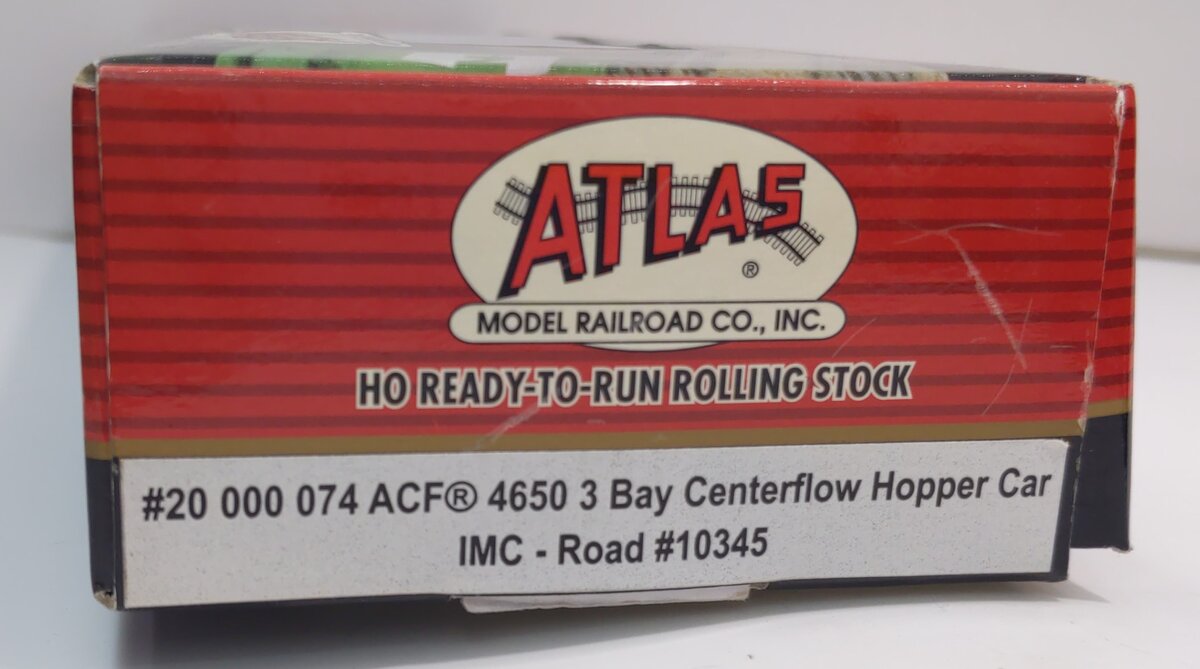 ATLAS
®
MODEL RAILROAD CO., INC.
HO READY-TO-RUN ROLLING STOCK
#20 000 074 ACF® 4650 3 Bay Centerflow Hopper Car
IMC - Road #10345